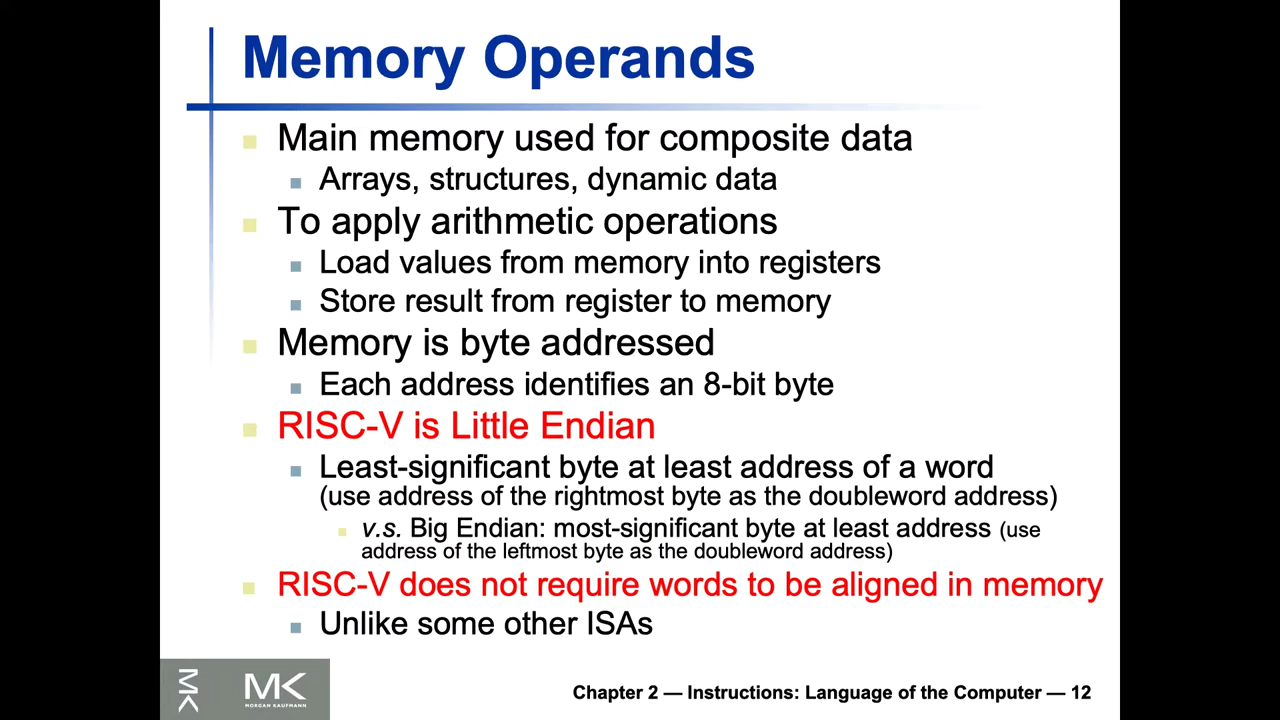 Memory Operands
Main memory used for composite data
Arrays, structures, dynamic data
To apply arithmetic operations
Load values from memory into registers
Store result from register to memory
Memory is byte addressed
Each address identifies an 8-bit byte
RISC-V is Little Endian
Least-significant byte at least address of a word
(use address of the rightmost byte as the doubleword address)
v.s. Big Endian: most-significant byte at least address (use
address of the leftmost byte as the doubleword address)
RISC-V does not require words to be aligned in memory
Unlike some other ISAs
MK
MK
MORGAN KAUFMANN
Chapter 2 — Instructions: Language of the Computer — 12